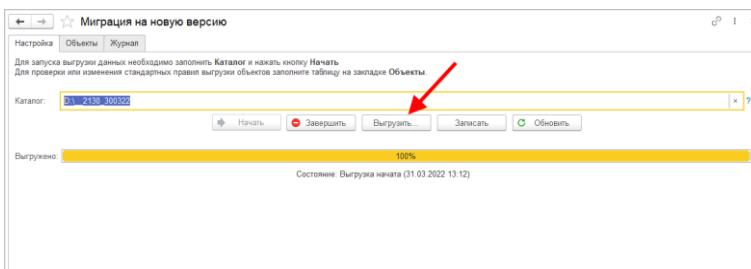 Миграция на новую версию
Настройка Объекты Журнал
Для запуска выгрузки данных необходимо заполнить Каталог и нажать кнопку Начать
Для проверки или изменения стандартных правил выгрузки объектов заполните таблицу на закладке Объекты.
Каталог: D:\__2130_300322 × ?
Начать Завершить Выгрузить... Записать Обновить
Выгружено: 100%
Состояние: Выгрузка начата (31.03.2022 13:12)